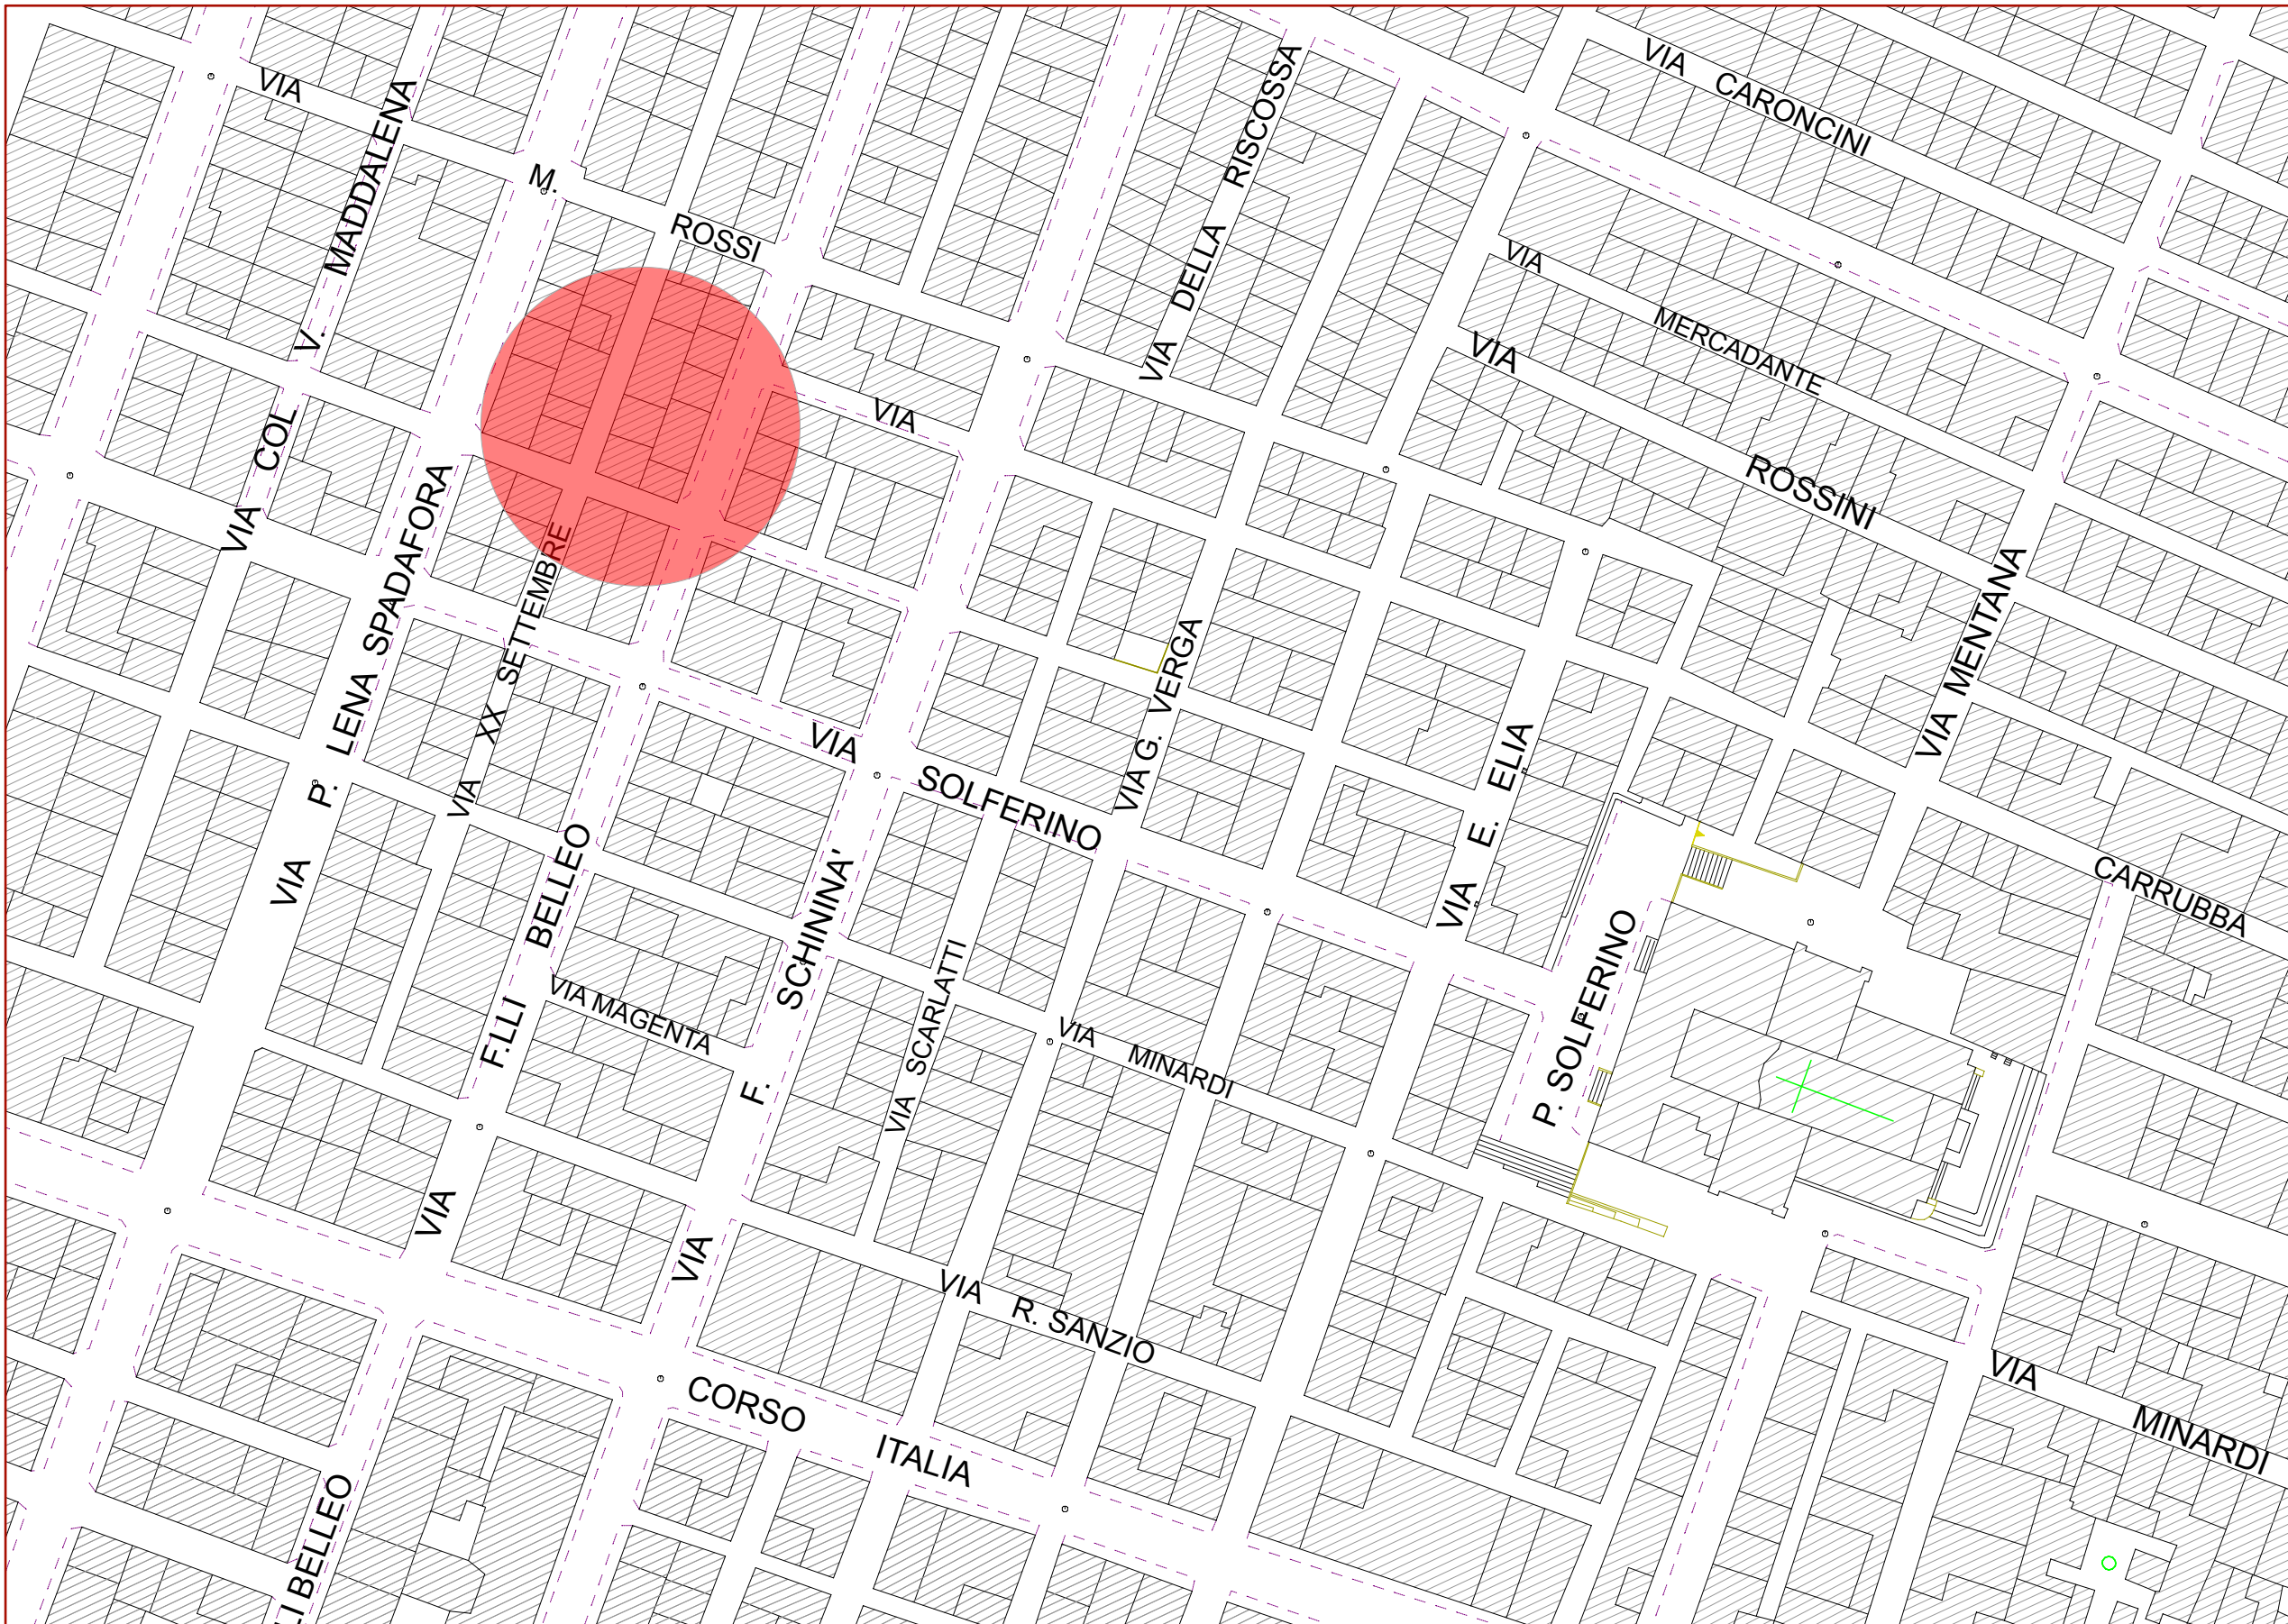 VIA M. ROSSI
VIA COL V. MADDALENA
VIA DELLA RISCOSSA
VIA CARONCINI
VIA MERCADANTE
VIA ROSSINI
VIA
VIA P. LENA SPADAFORA
VIA XX SETTEMBRE
VIA SOLFERINO
VIA G. VERGA
VIA E. ELIA
VIA MENTANA
CARRUBBA
VIA F.LLI BELLEO
VIA F. SCHININA'
VIA MAGENTA
VIA SCARLATTI
VIA MINARDI
P. SOLFERINO
VIA R. SANZIO
CORSO ITALIA
VIA MINARDI
LI BELLEO